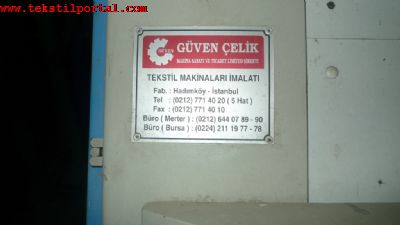 www.tekstilportal.com
GÜVEN
GÜVEN ÇELİK
MAKİNA SANAYİ VE TİCARET LİMİTED ŞİRKETİ
TEKSTİL MAKİNALARI İMALATI
Fab. : Hadımköy - İstanbul
Tel : (0212) 771 40 20 ( 5 Hat )
Fax : (0212) 771 40 10
Büro ( Merter ) : (0212) 644 07 89 - 90
Büro ( Bursa ) : (0224) 211 19 77 - 78